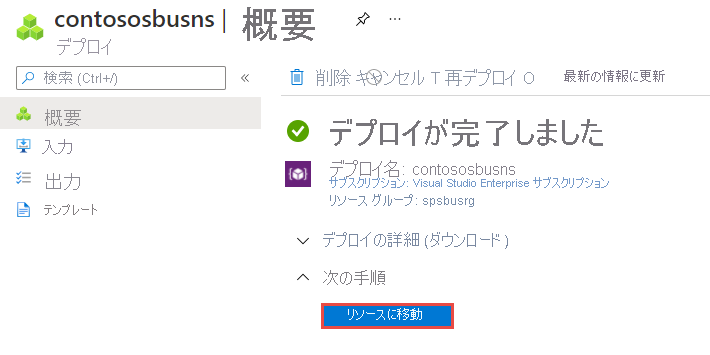 contososbusns | 概要
デプロイ
検索 (Ctrl+/)
概要
入力
出力
テンプレート
削除 キャンセル T 再デプロイ O 最新の情報に更新
デプロイが完了しました
デプロイ名: contososbusns
サブスクリプション: Visual Studio Enterprise サブスクリプション
リソース グループ: spsbusrg
デプロイの詳細 (ダウンロード)
次の手順
リソースに移動